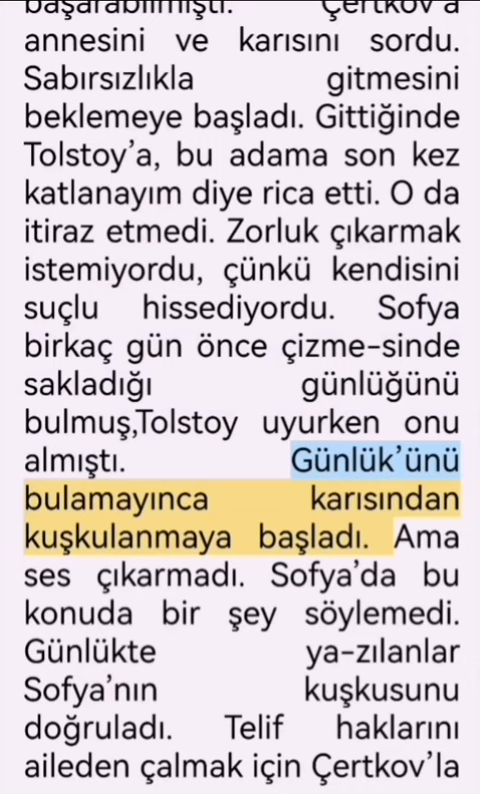 başarabilmişti. Çertkov'a
annesini ve karısını sordu.
Sabırsızlıkla gitmesini
beklemeye başladı. Gittiğinde
Tolstoy'a, bu adama son kez
katlanayım diye rica etti. O da
itiraz etmedi. Zorluk çıkarmak
istemiyordu, çünkü kendisini
suçlu hissediyordu. Sofya
birkaç gün önce çizme-sinde
sakladığı günlüğünü
bulmuş,Tolstoy uyurken onu
almıştı. Günlük'ünü
bulamayınca karısından
kuşkulanmaya başladı. Ama
ses çıkarmadı. Sofya'da bu
konuda bir şey söylemedi.
Günlükte ya-zılanlar
Sofya'nın kuşkusunu
doğruladı. Telif haklarını
aileden çalmak için Çertkov'la